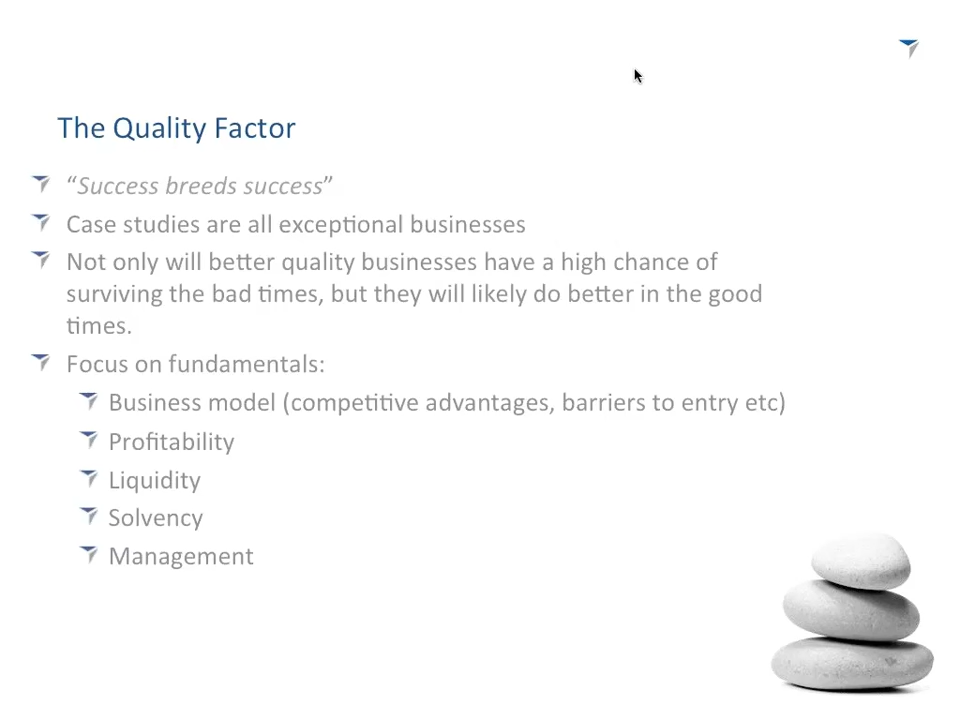 The Quality Factor
“Success breeds success”
Case studies are all exceptional businesses
Not only will better quality businesses have a high chance of
surviving the bad times, but they will likely do better in the good
times.
Focus on fundamentals:
Business model (competitive advantages, barriers to entry etc)
Profitability
Liquidity
Solvency
Management